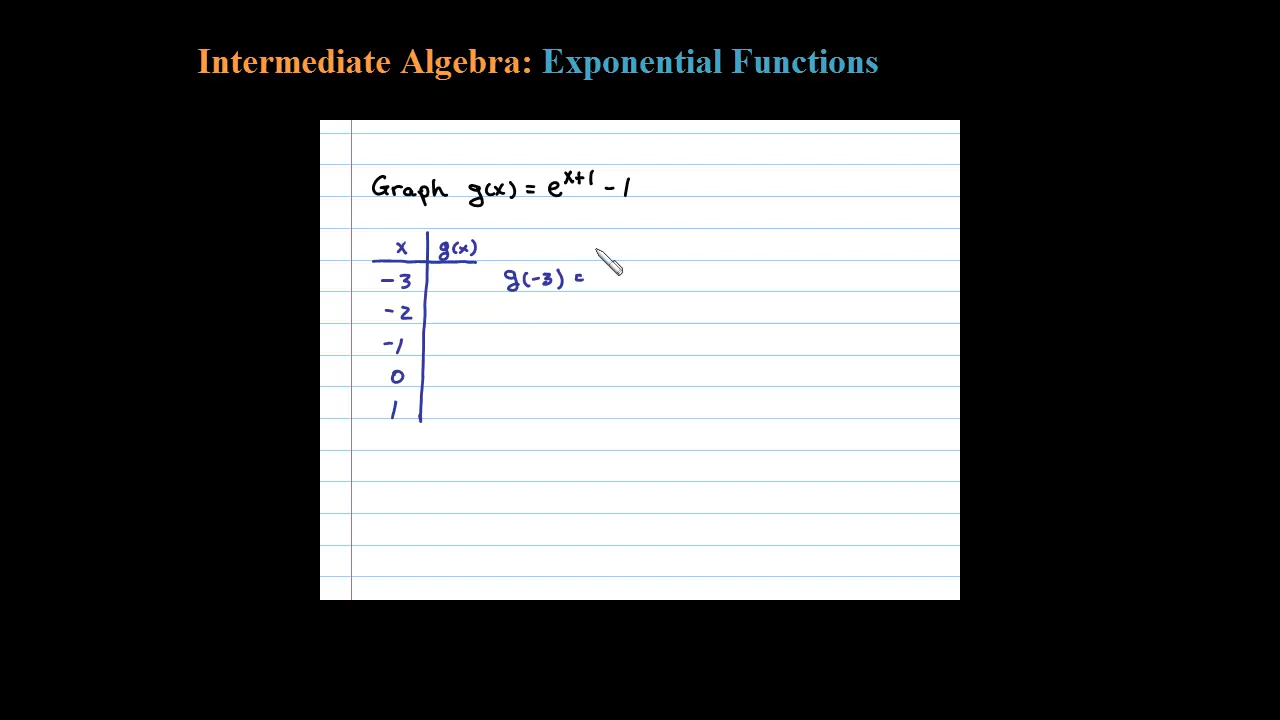 Intermediate Algebra: Exponential Functions
Graph g(x) = e^{x+1} - 1
x g(x)
-3 g(-3) =
-2
-1
0
1